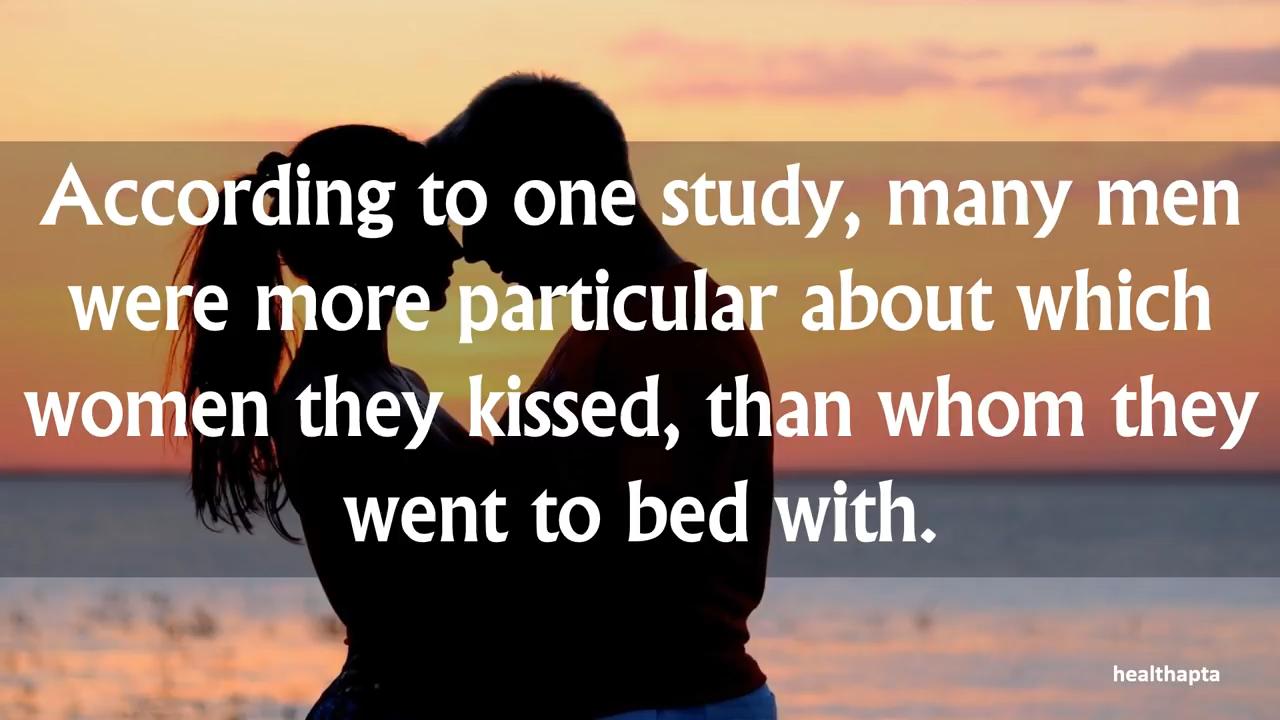 According to one study, many men
were more particular about which
women they kissed, than whom they
went to bed with.
healthapta